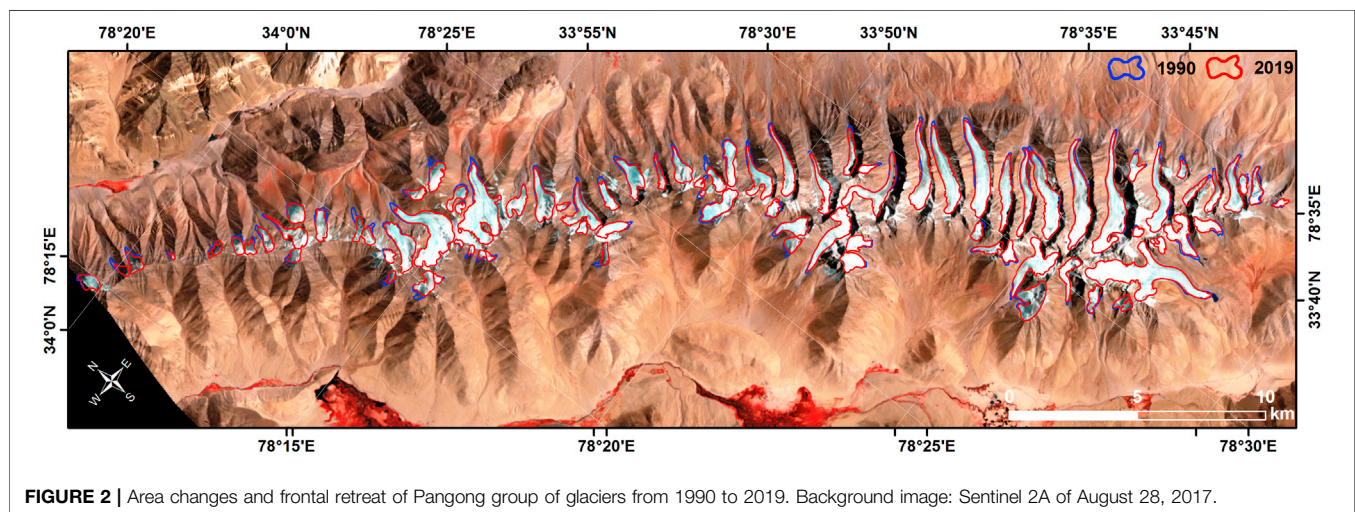 78°20'E 34°0'N 78°25'E 33°55'N 78°30'E 33°50'N 78°35'E 33°45'N
1990 2019
78°15'E
34°0'N
78°35'E
33°40'N
N E
W S
0 5 10
km
78°15'E 78°20'E 78°25'E 78°30'E
FIGURE 2 | Area changes and frontal retreat of Pangong group of glaciers from 1990 to 2019. Background image: Sentinel 2A of August 28, 2017.